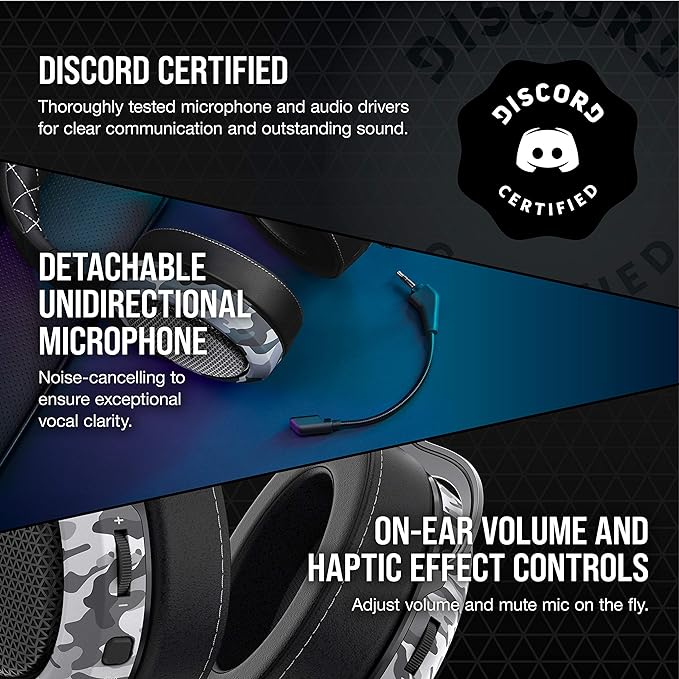 DISCORD CERTIFIED
Thoroughly tested microphone and audio drivers
for clear communication and outstanding sound.
DISCORD
CERTIFIED
DETACHABLE
UNIDIRECTIONAL
MICROPHONE
Noise-cancelling to
ensure exceptional
vocal clarity.
+
-
ON-EAR VOLUME AND
HAPTIC EFFECT CONTROLS
Adjust volume and mute mic on the fly.